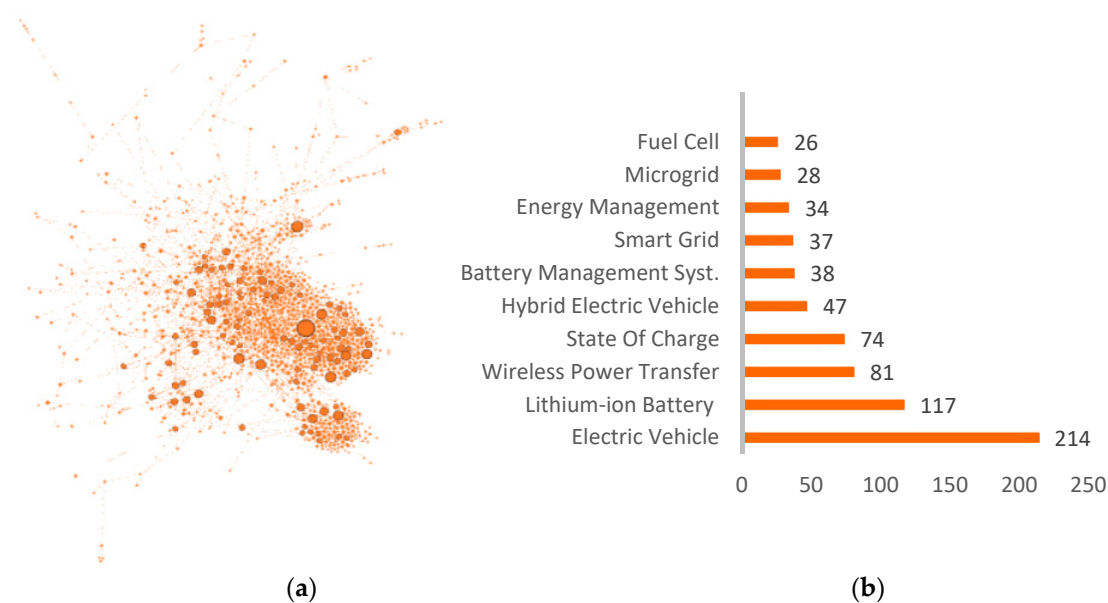 Fuel Cell 26
Microgrid 28
Energy Management 34
Smart Grid 37
Battery Management Syst. 38
Hybrid Electric Vehicle 47
State Of Charge 74
Wireless Power Transfer 81
Lithium-ion Battery 117
Electric Vehicle 214
0 50 100 150 200 250
(a) (b)